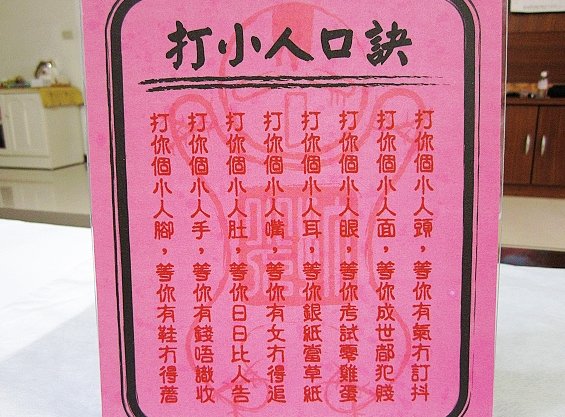 打小人口訣
打你個小人頭，等你有氣冇訂抖
打你個小人面，等你成世都犯賤
打你個小人眼，等你考試零雞蛋
打你個小人耳，等你銀紙當草紙
打你個小人嘴，等你有女冇得追
打你個小人肚，等你日日比人告
打你個小人手，等你有錢唔識收
打你個小人腳，等你有鞋冇得着